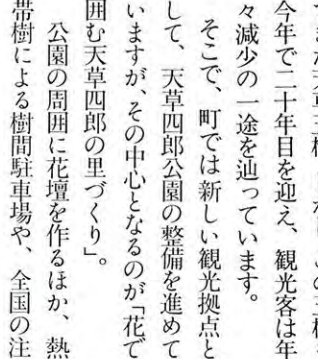 今年で二十年目を迎え、観光客は年
々減少の一途を辿っています。
そこで、町では新しい観光拠点と
して、天草四郎公園の整備を進めて
いますが、その中心となるのが「花で
囲む天草四郎の里づくり」。
公園の周囲に花壇を作るほか、熱
帯樹による樹間駐車場や、全国の注